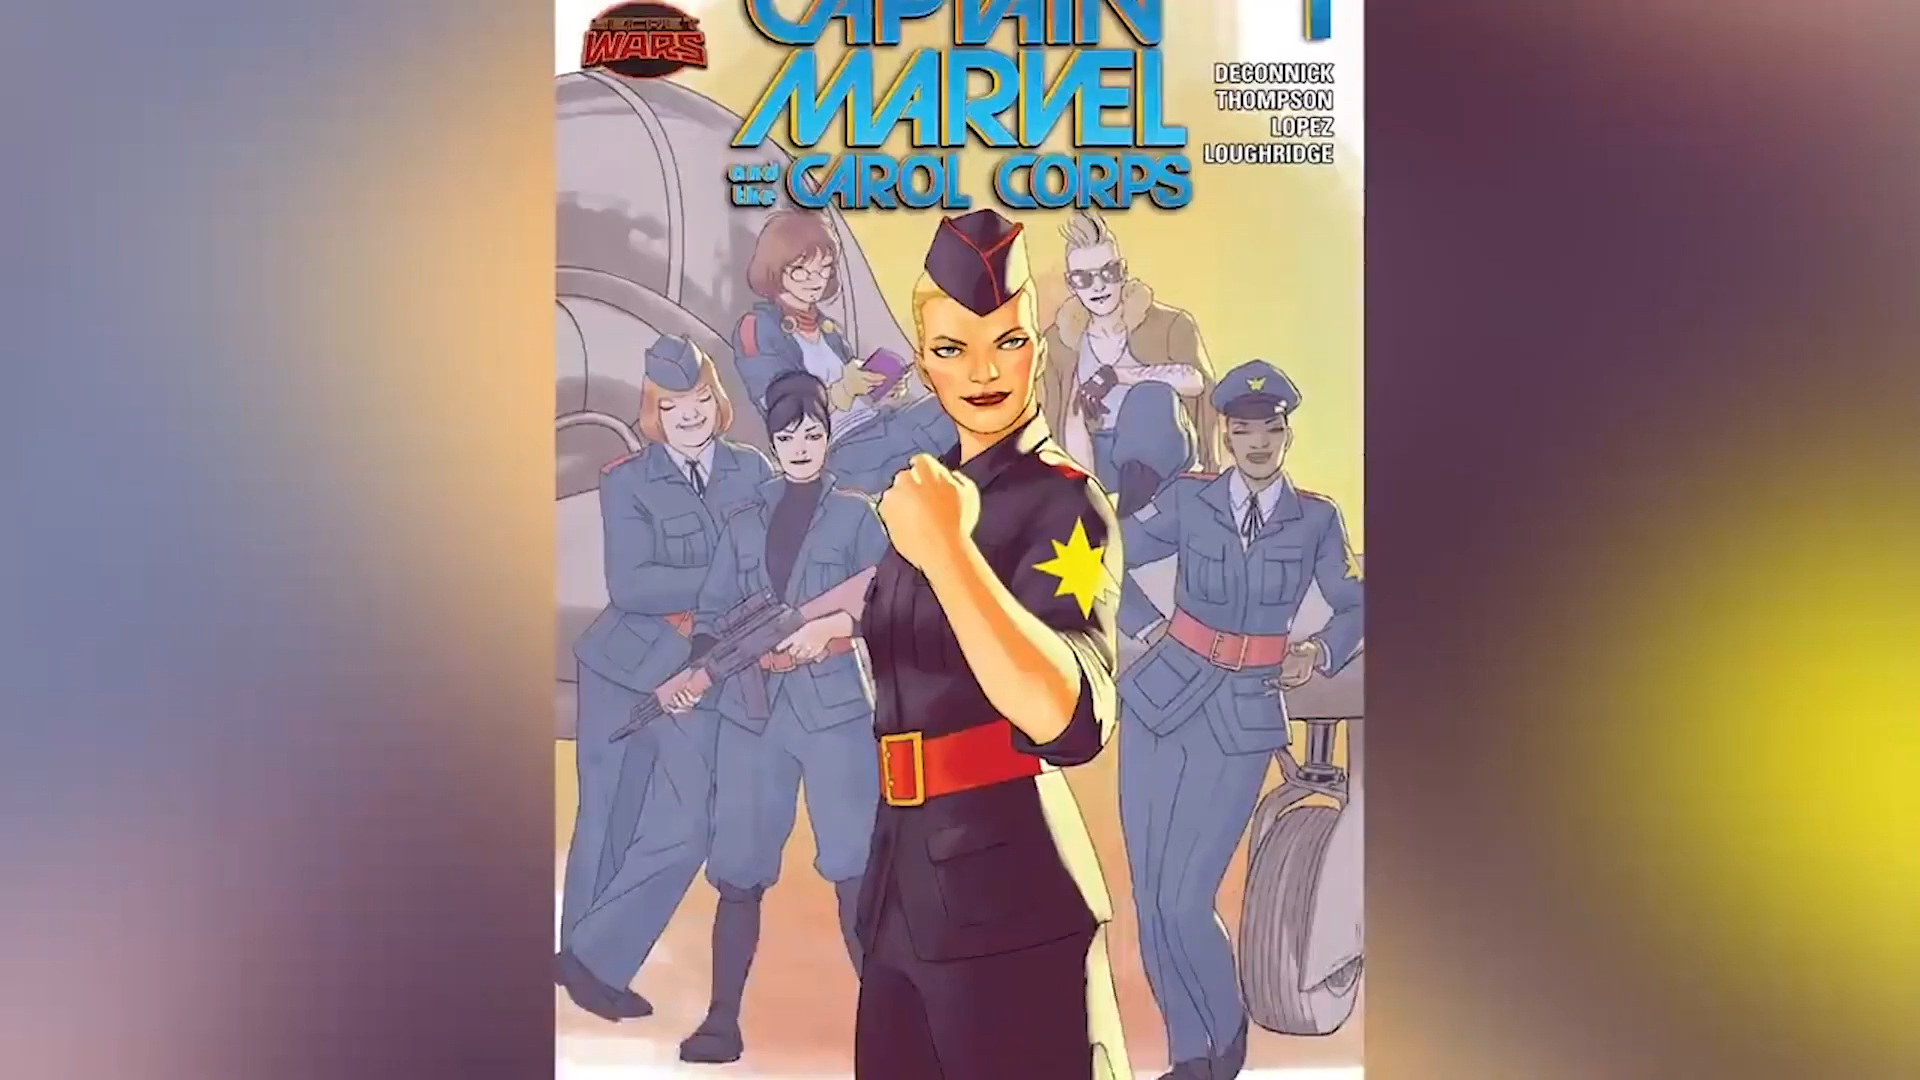 SECRET
WARS
CAPTAIN
MARVEL
and the CAROL CORPS
1
DECONNICK
THOMPSON
LOPEZ
LOUGHRIDGE